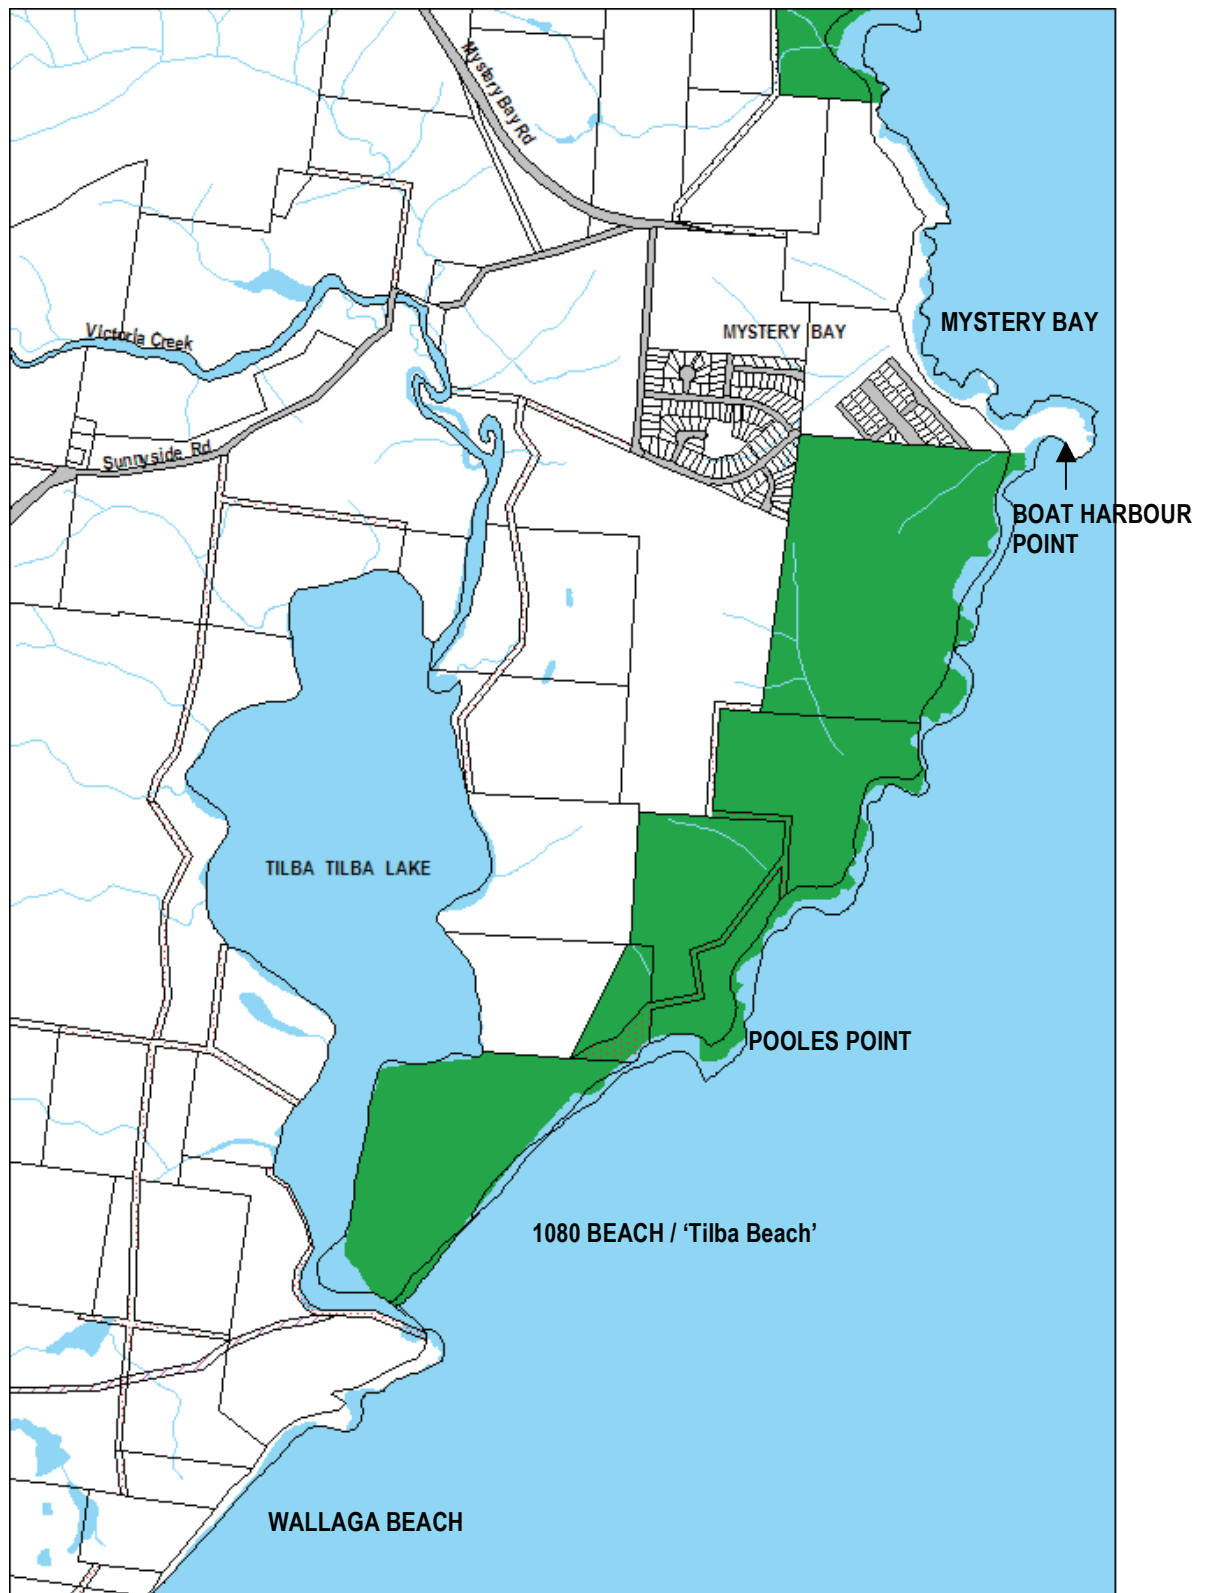 Mystery Bay Rd
MYSTERY BAY
MYSTERY BAY
Victoria Creek
Sunnyside Rd
BOAT HARBOUR
POINT
TILBA TILBA LAKE
POOLES POINT
1080 BEACH / ‘Tilba Beach’
WALLAGA BEACH